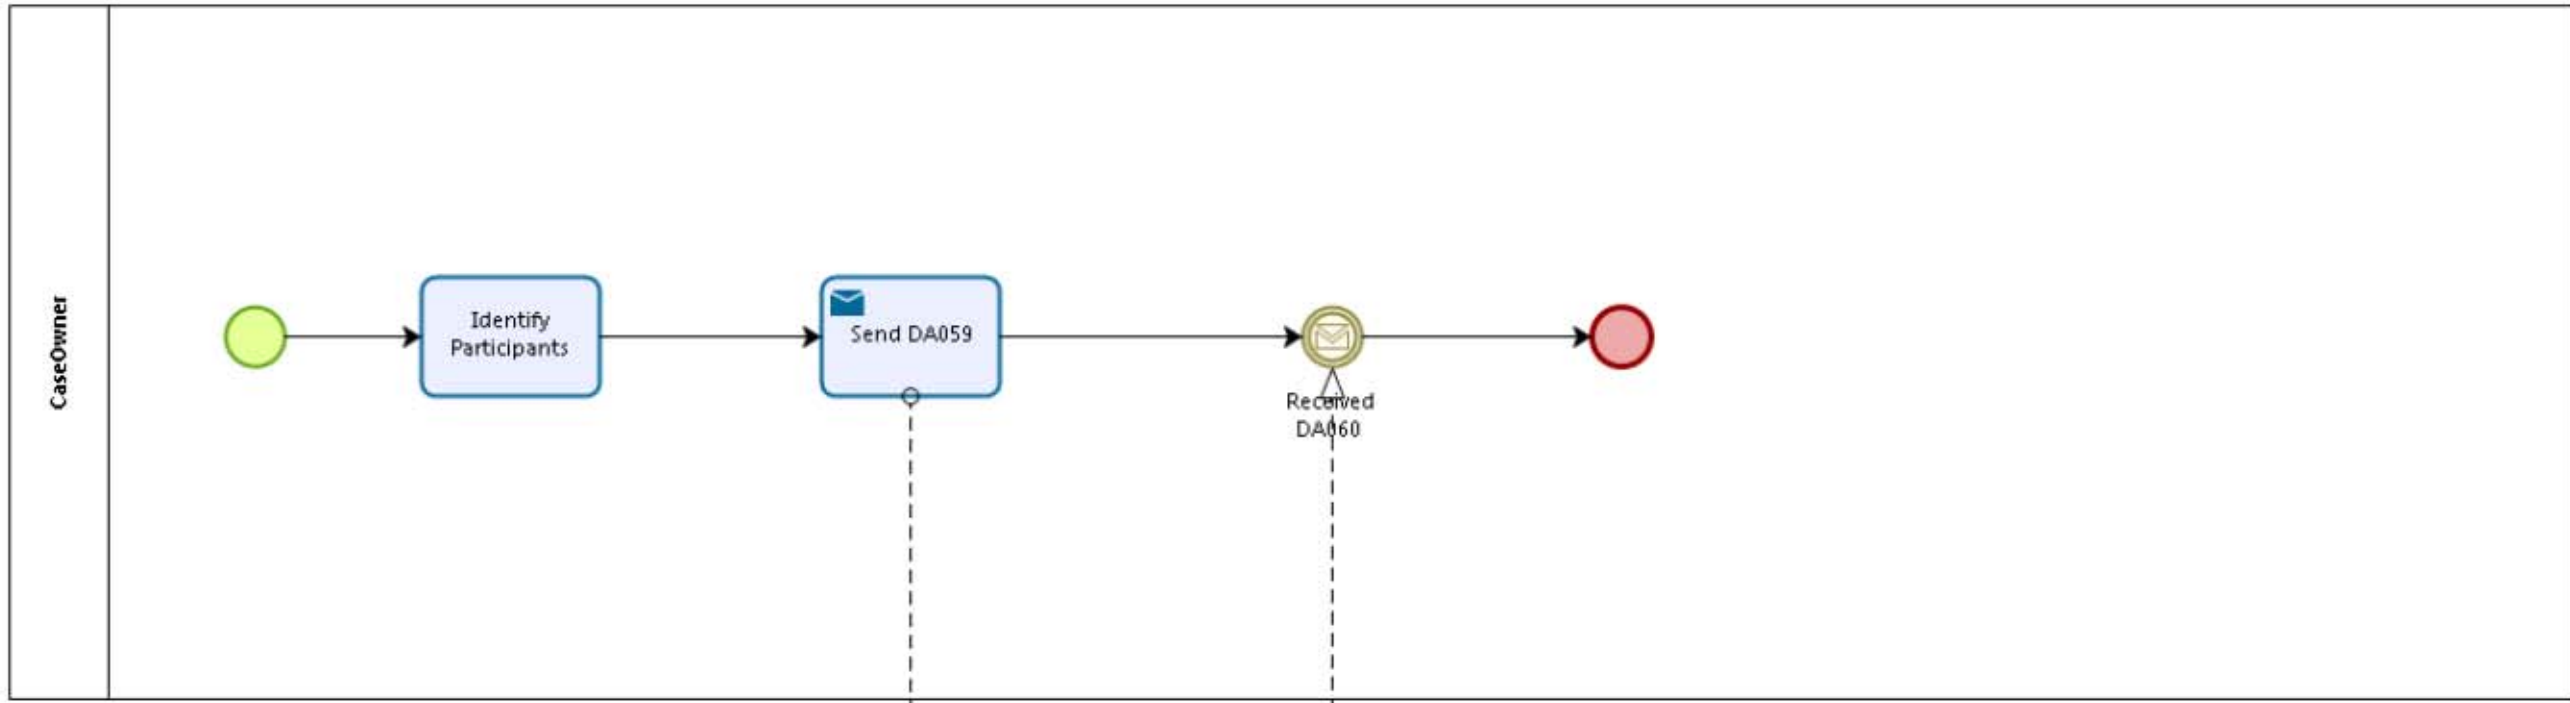 CaseOwner
Identify
Participants
Send DA059
Received
DA060